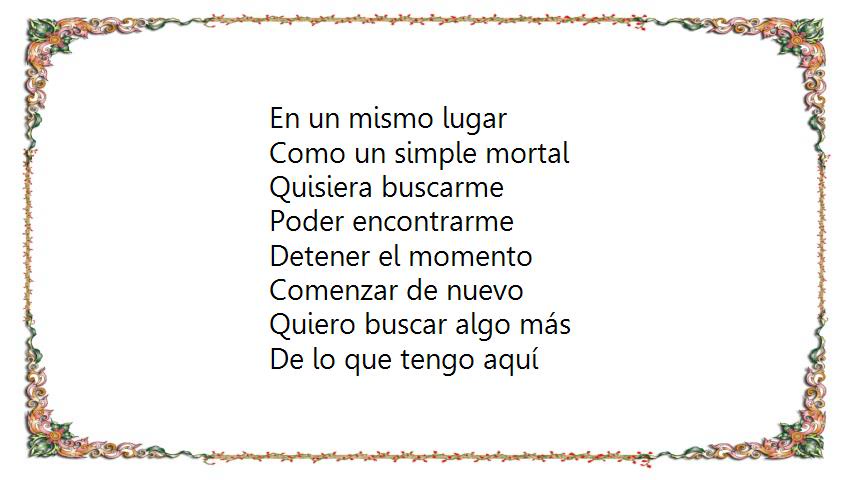 En un mismo lugar
Como un simple mortal
Quisiera buscarme
Poder encontrarme
Detener el momento
Comenzar de nuevo
Quiero buscar algo más
De lo que tengo aquí